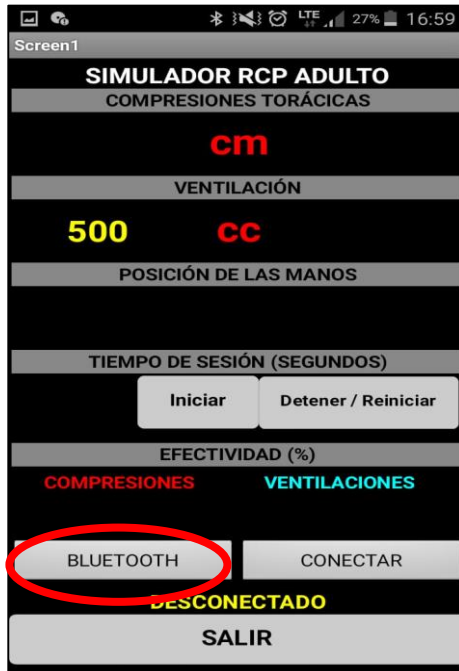 LTE 27% 16:59
Screen1
SIMULADOR RCP ADULTO
COMPRESIONES TORÁCICAS
cm
VENTILACIÓN
500 cc
POSICIÓN DE LAS MANOS
TIEMPO DE SESIÓN (SEGUNDOS)
Iniciar Detener / Reiniciar
EFECTIVIDAD (%)
COMPRESIONES VENTILACIONES
BLUETOOTH CONECTAR
DESCONECTADO
SALIR